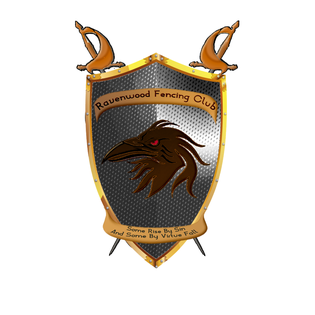 Ravenwood Fencing Club
Some Rise By Sin
And Some By Virtue Fall